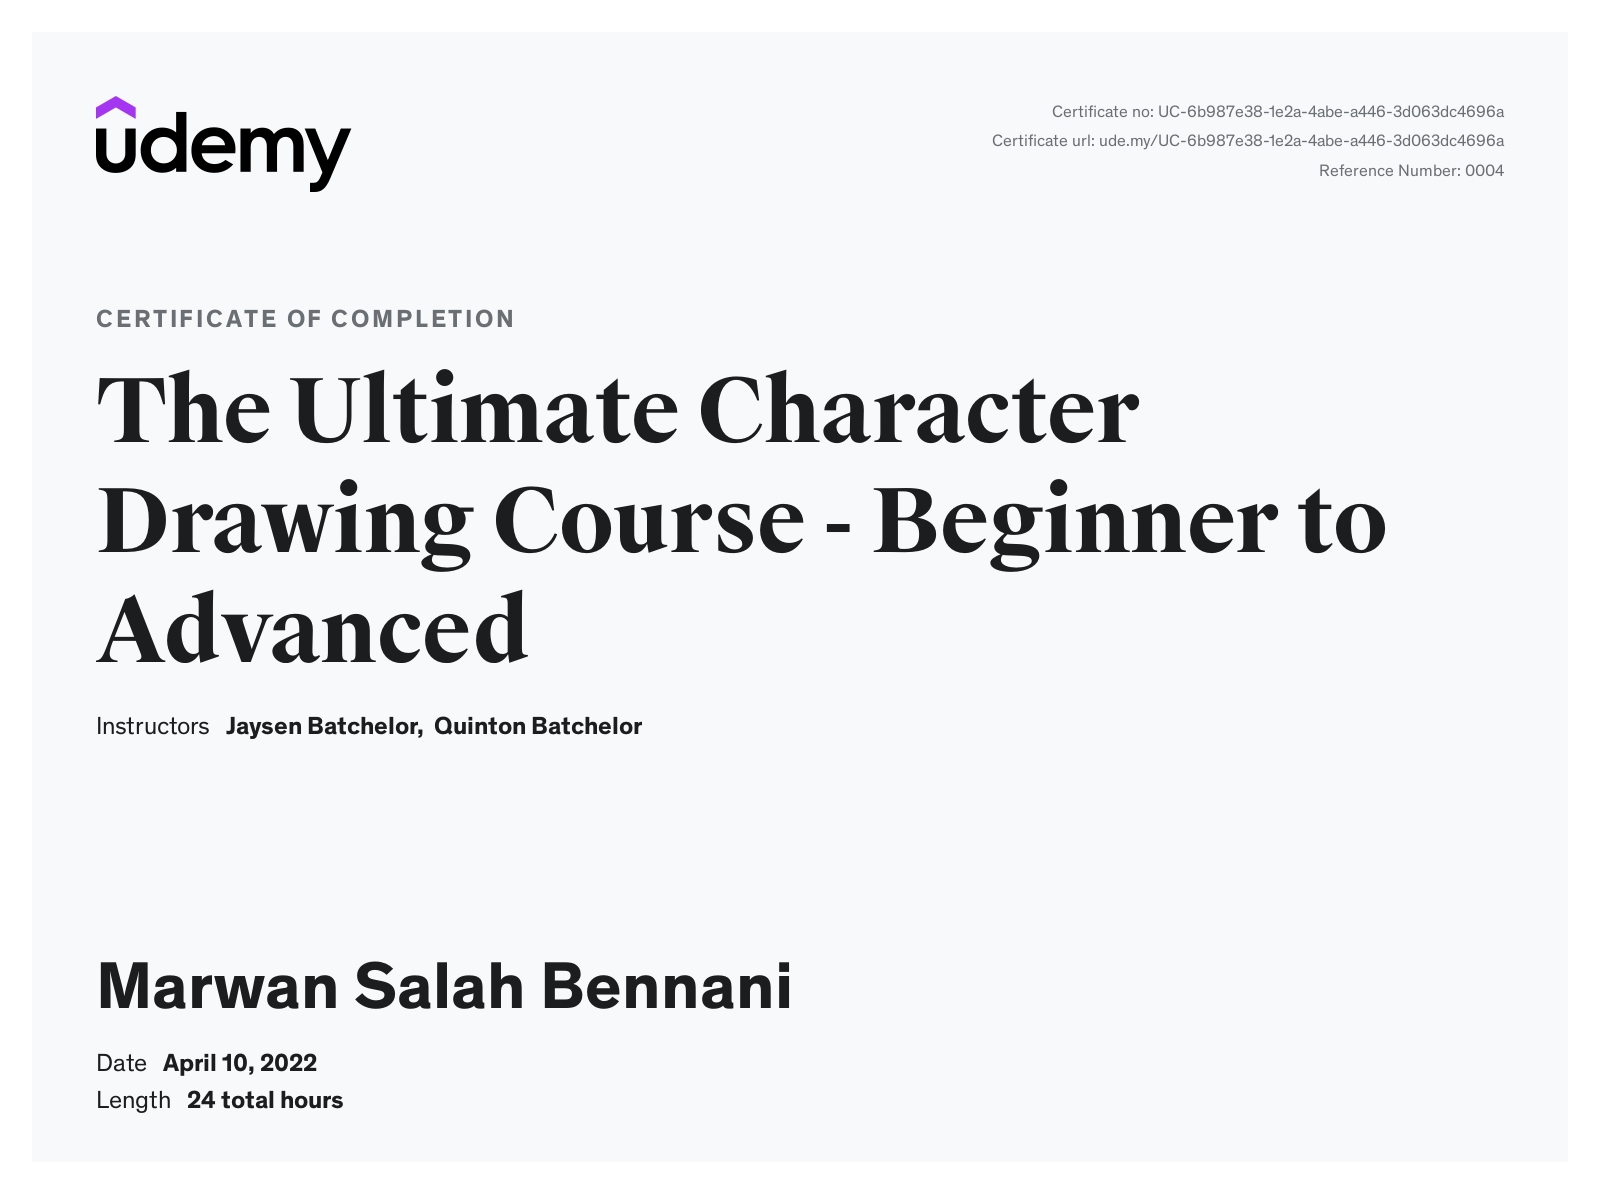 udemy
Certificate no: UC-6b987e38-1e2a-4abe-a446-3d063dc4696a
Certificate url: ude.my/UC-6b987e38-1e2a-4abe-a446-3d063dc4696a
Reference Number: 0004
CERTIFICATE OF COMPLETION
The Ultimate Character
Drawing Course - Beginner to
Advanced
Instructors Jaysen Batchelor, Quinton Batchelor
Marwan Salah Bennani
Date April 10, 2022
Length 24 total hours